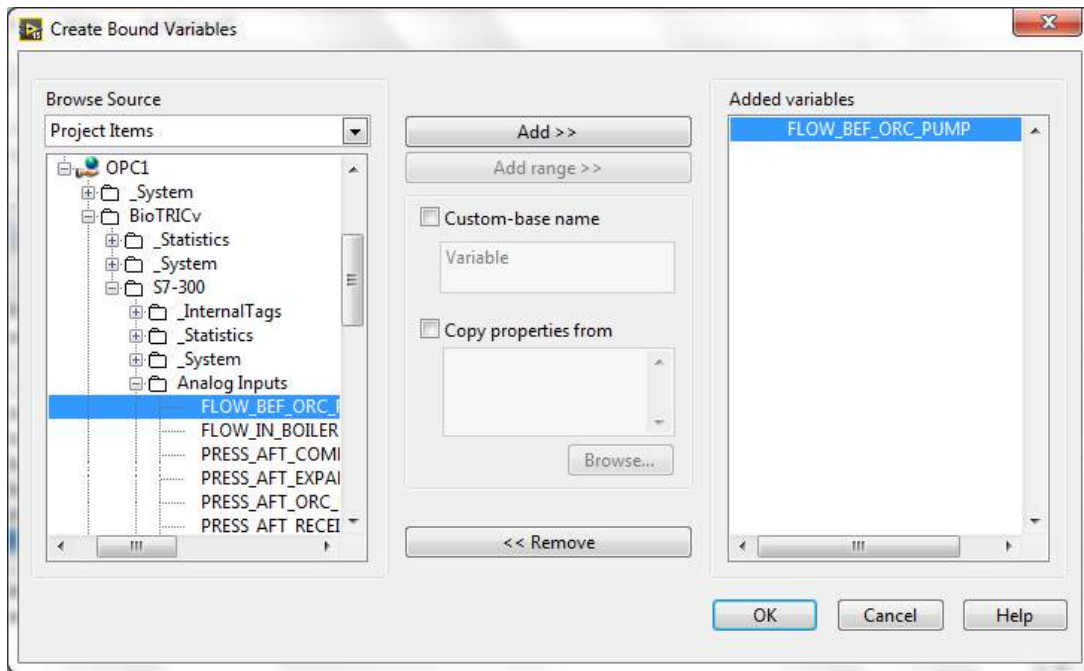 Create Bound Variables
Browse Source
Project Items
OPC1
_System
BioTRICv
_Statistics
_System
S7-300
_InternalTags
_Statistics
_System
Analog Inputs
FLOW_BEF_ORC_
FLOW_IN_BOILER
PRESS_AFT_COM
PRESS_AFT_EXPA
PRESS_AFT_ORC_
PRESS_AFT_RECEI
Add >>
Add range >>
Custom-base name
Variable
Copy properties from
Browse...
<< Remove
Added variables
FLOW_BEF_ORC_PUMP
OK
Cancel
Help